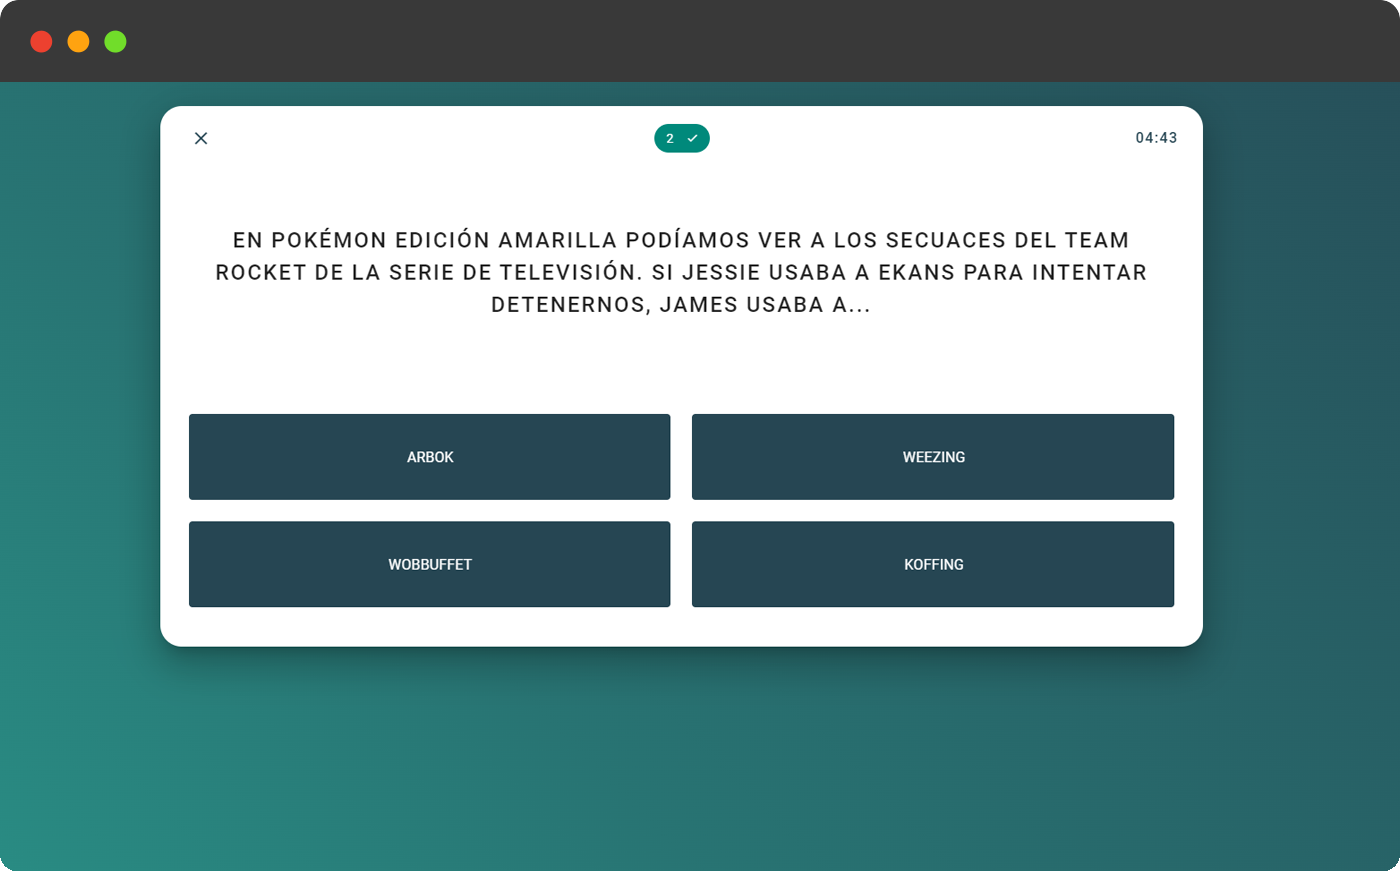 2
04:43
EN POKÉMON EDICIÓN AMARILLA PODÍAMOS VER A LOS SECUACES DEL TEAM
ROCKET DE LA SERIE DE TELEVISIÓN. SI JESSIE USABA A EKANS PARA INTENTAR
DETENERNOS, JAMES USABA A...
ARBOK
WEEZING
WOBBUFFET
KOFFING